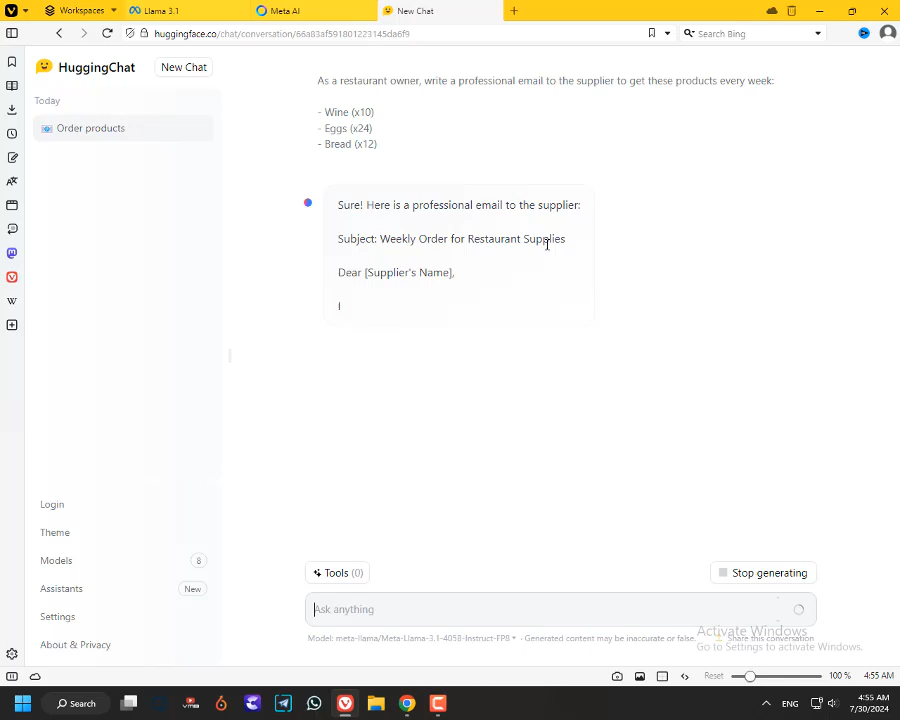 Workspaces
Llama 3.1
Meta AI
New Chat
huggingface.co/chat/conversation/66a83af591801223145da6f9
Search Bing
HuggingChat
New Chat
Today
Order products
Login
Theme
Models
8
Assistants
New
Settings
About & Privacy
As a restaurant owner, write a professional email to the supplier to get these products every week:
- Wine (x10)
- Eggs (x24)
- Bread (x12)
Sure! Here is a professional email to the supplier:
Subject: Weekly Order for Restaurant Supplies
Dear [Supplier's Name],
I
Tools (0)
Stop generating
Ask anything
Model: meta-llama/Meta-Llama-3.1-405B-Instruct-FP8 · Generated content may be inaccurate or false.
Share this conversation
Activate Windows
Go to Settings to activate Windows.
Reset
100 %
4:55 AM
Search
ENG
4:55 AM
7/30/2024